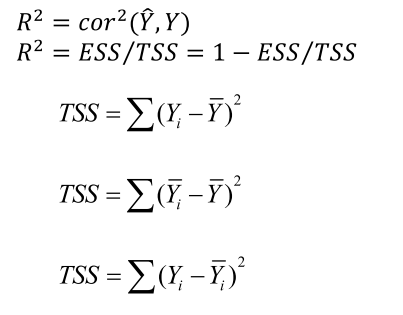 R² = cor²(Ŷ, Y)
R² = ESS/TSS = 1 − ESS/TSS
TSS = ∑(Yᵢ − Ȳ)²
TSS = ∑(Ȳᵢ − Ȳ)²
TSS = ∑(Yᵢ − Ȳᵢ)²